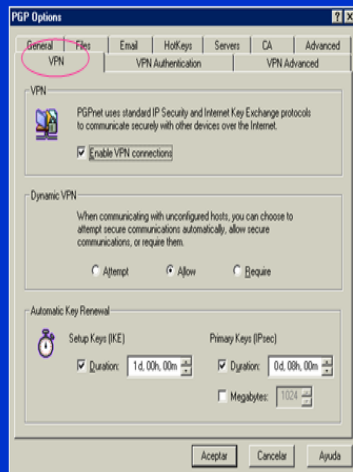 PGP Options
General Files Email HotKeys Servers CA Advanced
VPN VPN Authentication VPN Advanced
VPN
PGPnet uses standard IP Security and Internet Key Exchange protocols
to communicate securely with other devices over the Internet.
Enable VPN connections
Dynamic VPN
When communicating with unconfigured hosts, you can choose to
attempt secure communications automatically, allow secure
communications, or require them.
Attempt Allow Require
Automatic Key Renewal
Setup Keys (IKE) Primary Keys (IPsec)
Duration: 1d, 00h, 00m Duration: 0d, 08h, 00m
Megabytes: 1024
Aceptar Cancelar Ayuda